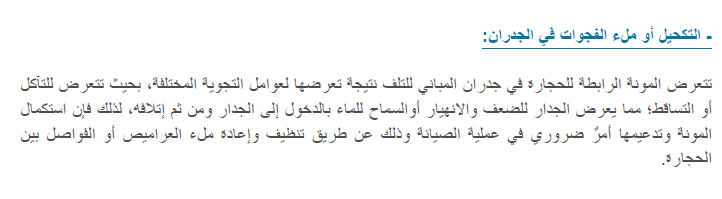 - التكحيل أو ملء الفجوات في الجدران:
تتعرض المونة الرابطة للحجارة في جدران المباني للتلف نتيجة تعرضها لعوامل التجوية المختلفة، بحيث تتعرض للتآكل
أو التساقط؛ مما يعرض الجدار للضعف والانهيار أوالسماح للماء بالدخول إلى الجدار ومن ثم إتلافه، لذلك فإن استكمال
المونة وتدعيمها أمرٌ ضروري في عملية الصيانة وذلك عن طريق تنظيف وإعادة ملء العراميص أو الفواصل بين
الحجارة.